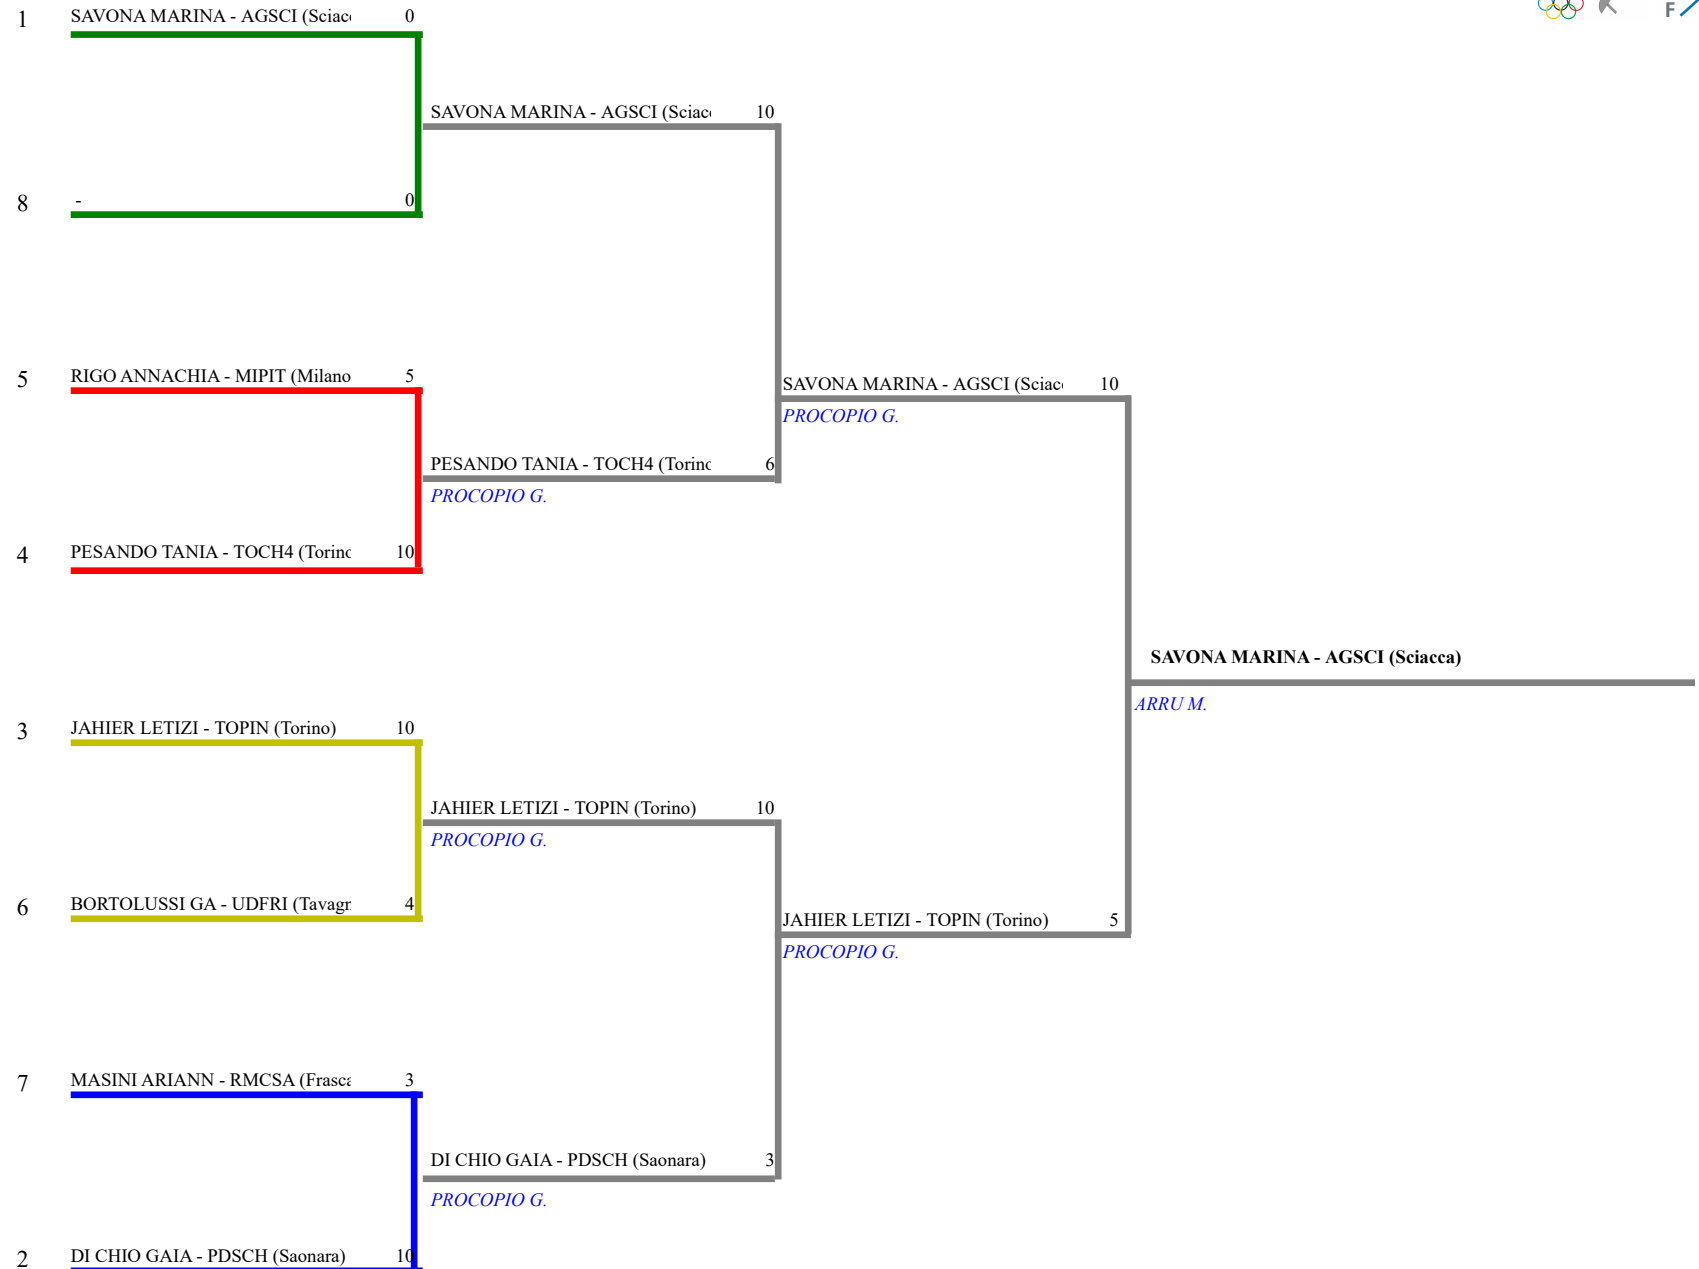 1 SAVONA MARINA - AGSCI (Sciac 0
F
SAVONA MARINA - AGSCI (Sciac 10
8 - 0
5 RIGO ANNACHIA - MIPIT (Milano 5
SAVONA MARINA - AGSCI (Sciac 10
PROCOPIO G.
PESANDO TANIA - TOCH4 (Torino 6
PROCOPIO G.
4 PESANDO TANIA - TOCH4 (Torino 10
SAVONA MARINA - AGSCI (Sciacca)
ARRU M.
3 JAHIER LETIZI - TOPIN (Torino) 10
JAHIER LETIZI - TOPIN (Torino) 10
PROCOPIO G.
6 BORTOLUSSI GA - UDFRI (Tavagn 4
JAHIER LETIZI - TOPIN (Torino) 5
PROCOPIO G.
7 MASINI ARIANN - RMCSA (Frasca 3
DI CHIO GAIA - PDSCH (Saonara) 3
PROCOPIO G.
2 DI CHIO GAIA - PDSCH (Saonara) 10